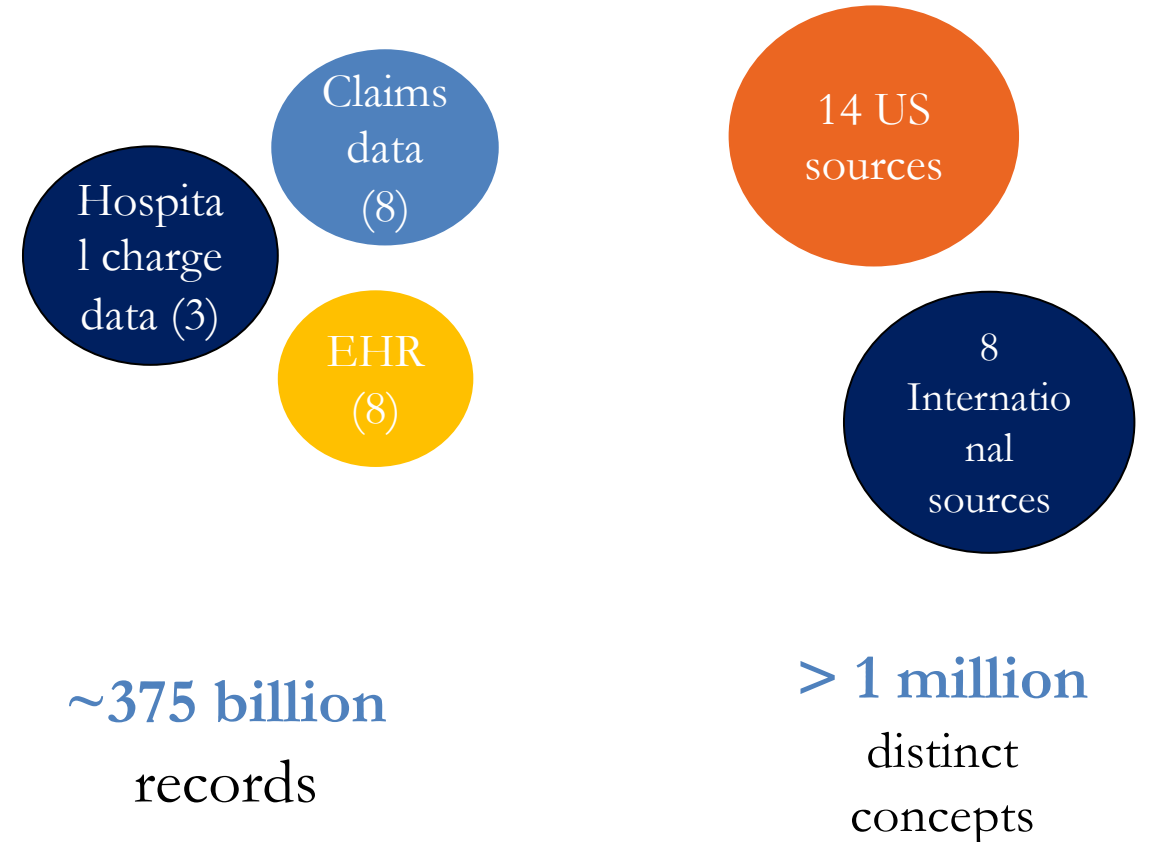 Claims
data
(8)
Hospita
l charge
data (3)
EHR
(8)
14 US
sources
8
Internatio
nal
sources
~375 billion
records
> 1 million
distinct
concepts